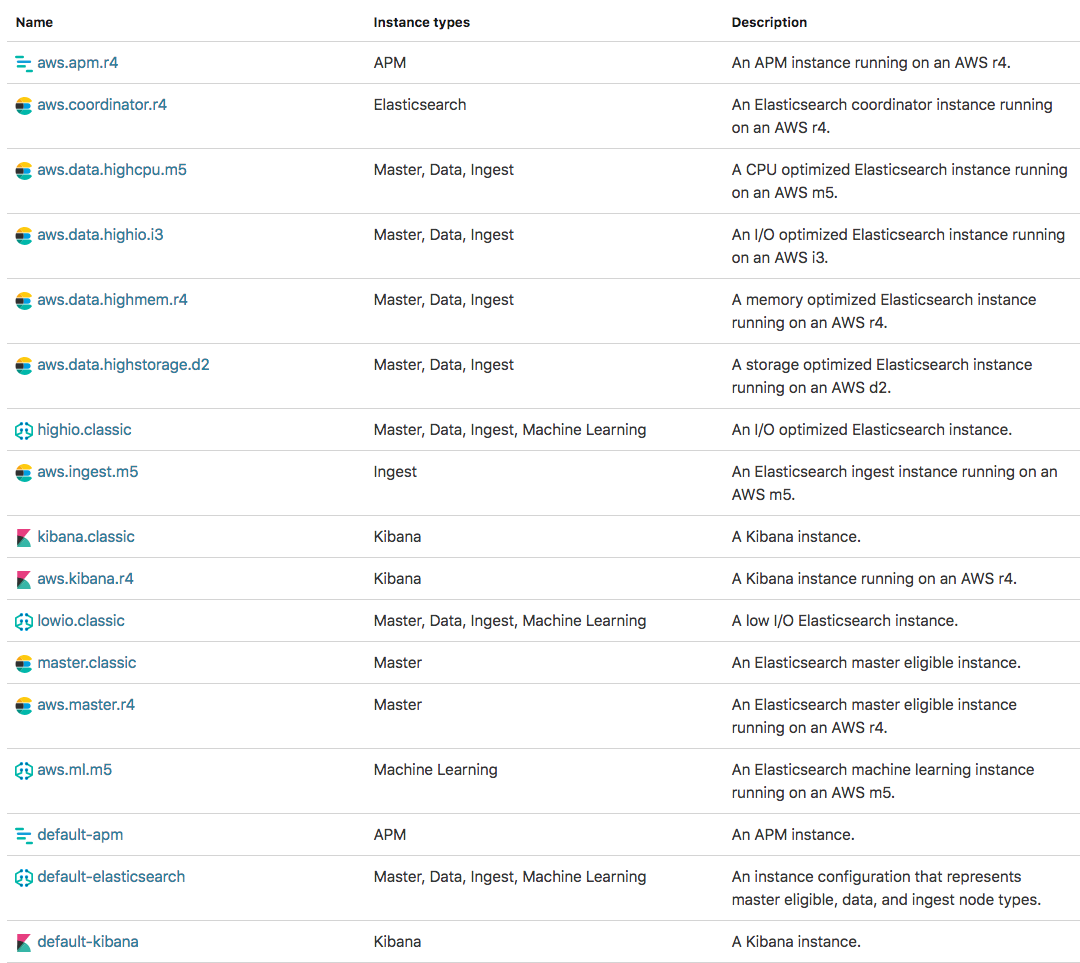 Name Instance types Description
aws.apm.r4 APM An APM instance running on an AWS r4.
aws.coordinator.r4 Elasticsearch An Elasticsearch coordinator instance running
on an AWS r4.
aws.data.highcpu.m5 Master, Data, Ingest A CPU optimized Elasticsearch instance running
on an AWS m5.
aws.data.highio.i3 Master, Data, Ingest An I/O optimized Elasticsearch instance running
on an AWS i3.
aws.data.highmem.r4 Master, Data, Ingest A memory optimized Elasticsearch instance
running on an AWS r4.
aws.data.highstorage.d2 Master, Data, Ingest A storage optimized Elasticsearch instance
running on an AWS d2.
highio.classic Master, Data, Ingest, Machine Learning An I/O optimized Elasticsearch instance.
aws.ingest.m5 Ingest An Elasticsearch ingest instance running on an
AWS m5.
kibana.classic Kibana A Kibana instance.
aws.kibana.r4 Kibana A Kibana instance running on an AWS r4.
lowio.classic Master, Data, Ingest, Machine Learning A low I/O Elasticsearch instance.
master.classic Master An Elasticsearch master eligible instance.
aws.master.r4 Master An Elasticsearch master eligible instance
running on an AWS r4.
aws.ml.m5 Machine Learning An Elasticsearch machine learning instance
running on an AWS m5.
default-apm APM An APM instance.
default-elasticsearch Master, Data, Ingest, Machine Learning An instance configuration that represents
master eligible, data, and ingest node types.
default-kibana Kibana A Kibana instance.